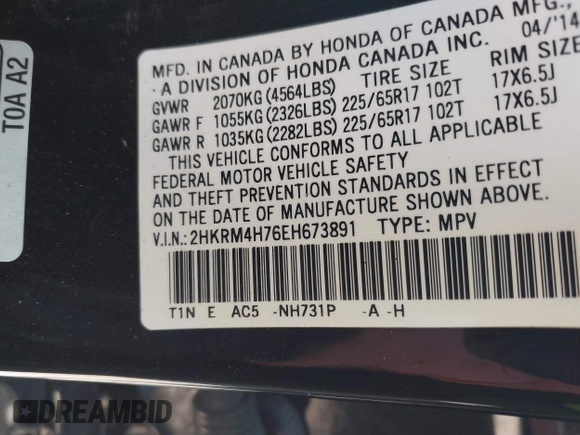 T0A A2
MFD. IN CANADA BY HONDA OF CANADA MFG.,
A DIVISION OF HONDA CANADA INC. 04/'14
GVWR 2070KG (4564LBS) TIRE SIZE RIM SIZE
GAWR F 1055KG (2326LBS) 225/65R17 102T 17X6.5J
GAWR R 1035KG (2282LBS) 225/65R17 102T 17X6.5J
THIS VEHICLE CONFORMS TO ALL APPLICABLE
FEDERAL MOTOR VEHICLE SAFETY
AND THEFT PREVENTION STANDARDS IN EFFECT
ON THE DATE OF MANUFACTURE SHOWN ABOVE.
V.I.N.: 2HKRM4H76EH673891 TYPE: MPV
T1N E AC5 -NH731P -A -H
DREAMBID